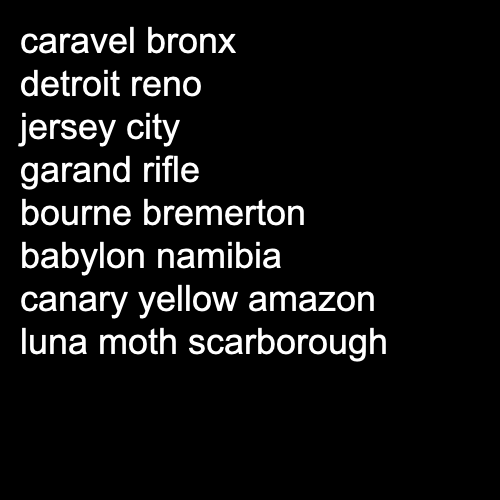 caravel bronx
detroit reno
jersey city
garand rifle
bourne bremerton
babylon namibia
canary yellow amazon
luna moth scarborough